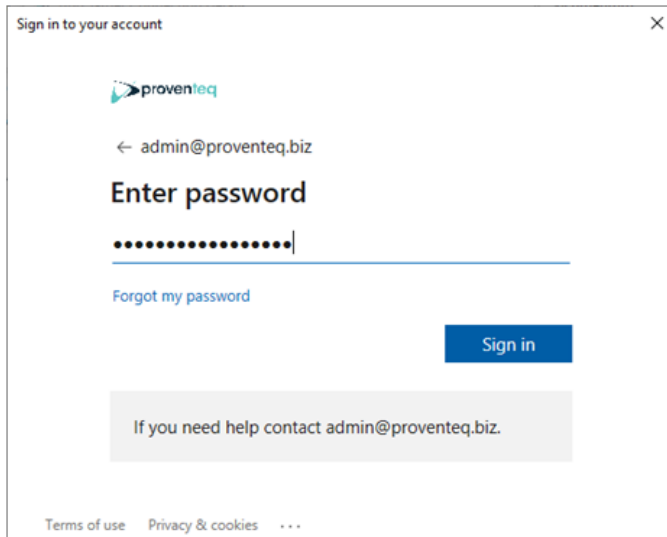 Sign in to your account
proventeq
admin@proventeq.biz
Enter password
•••••••••••••••••
Forgot my password
Sign in
If you need help contact admin@proventeq.biz.
Terms of use Privacy & cookies ...